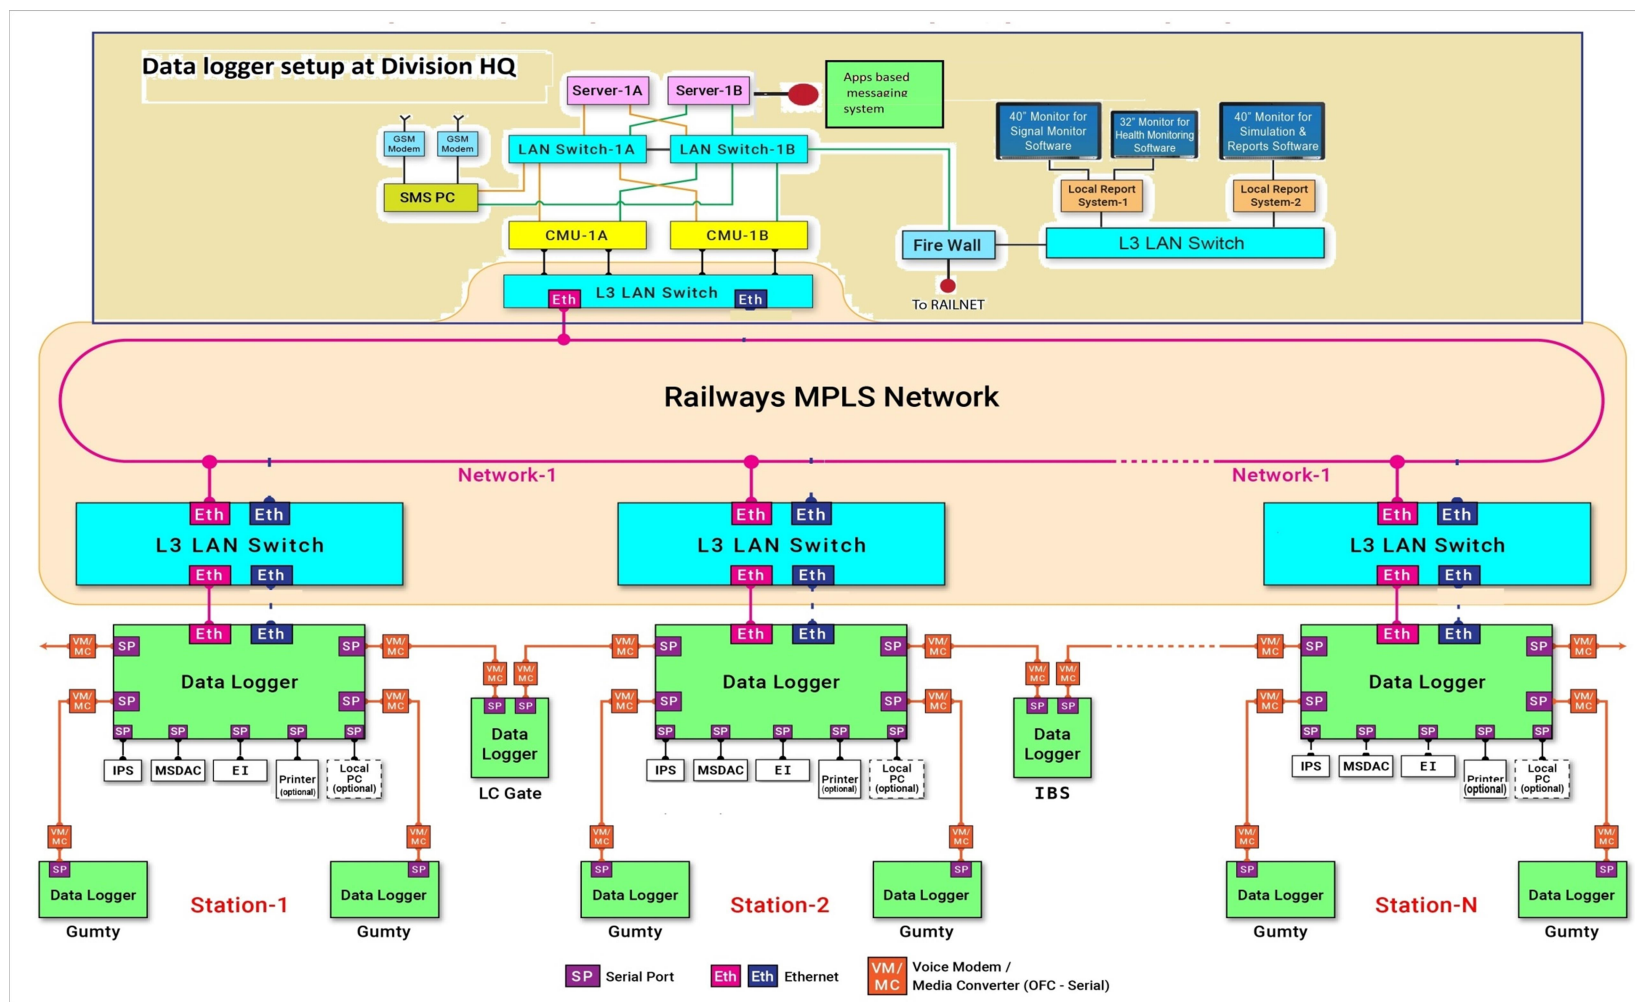 Data logger setup at Division HQ
Server-1A
Server-1B
Apps based
messaging
system
GSM
Modem
GSM
Modem
LAN Switch-1A
LAN Switch-1B
40" Monitor for
Signal Monitor
Software
32" Monitor for
Health Monitoring
Software
40" Monitor for
Simulation &
Reports Software
SMS PC
Local Report
System-1
Local Report
System-2
CMU-1A
CMU-1B
Fire Wall
L3 LAN Switch
L3 LAN Switch
Eth
Eth
To RAILNET
Railways MPLS Network
Network-1
Network-1
Eth
Eth
L3 LAN Switch
Eth
Eth
Eth
Eth
L3 LAN Switch
Eth
Eth
Eth
Eth
L3 LAN Switch
Eth
Eth
VM/
MC
SP
Eth
Eth
SP
VM/
MC
Data Logger
VM/
MC
SP
SP
VM/
MC
SP
SP
SP
SP
SP
IPS
MSDAC
EI
Printer
(optional)
Local
PC
(optional)
VM/
MC
VM/
MC
SP
SP
Data
Logger
LC Gate
VM/
MC
SP
Eth
Eth
SP
VM/
MC
Data Logger
VM/
MC
SP
SP
VM/
MC
SP
SP
SP
SP
SP
IPS
MSDAC
EI
Printer
(optional)
Local
PC
(optional)
VM/
MC
VM/
MC
SP
SP
Data
Logger
IBS
VM/
MC
SP
Eth
Eth
SP
VM/
MC
Data Logger
VM/
MC
SP
SP
VM/
MC
SP
SP
SP
SP
SP
IPS
MSDAC
EI
Printer
(optional)
Local
PC
(optional)
VM/
MC
SP
Data Logger
Gumty
Station-1
VM/
MC
SP
Data Logger
Gumty
VM/
MC
SP
Data Logger
Gumty
Station-2
VM/
MC
SP
Data Logger
Gumty
VM/
MC
SP
Data Logger
Gumty
Station-N
VM/
MC
SP
Data Logger
Gumty
SP Serial Port
Eth Eth Ethernet
VM/
MC
Voice Modem /
Media Converter (OFC - Serial)